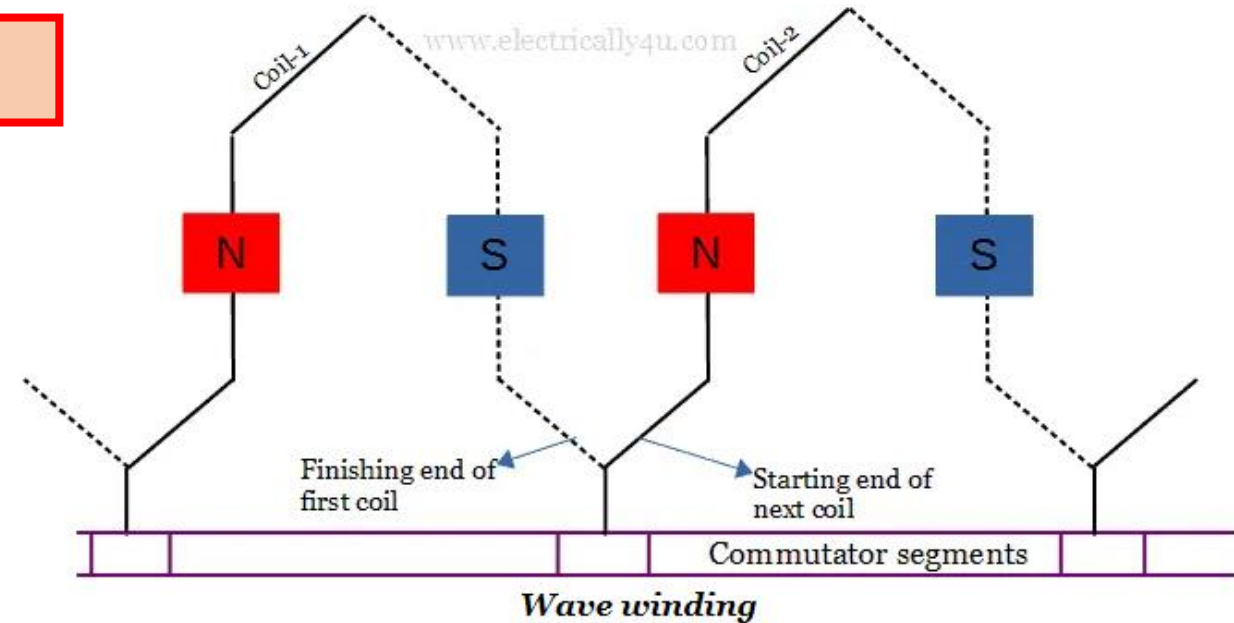 www.electrically4u.com
Coil-1
Coil-2
N
S
N
S
Finishing end of
first coil
Starting end of
next coil
Commutator segments
Wave winding